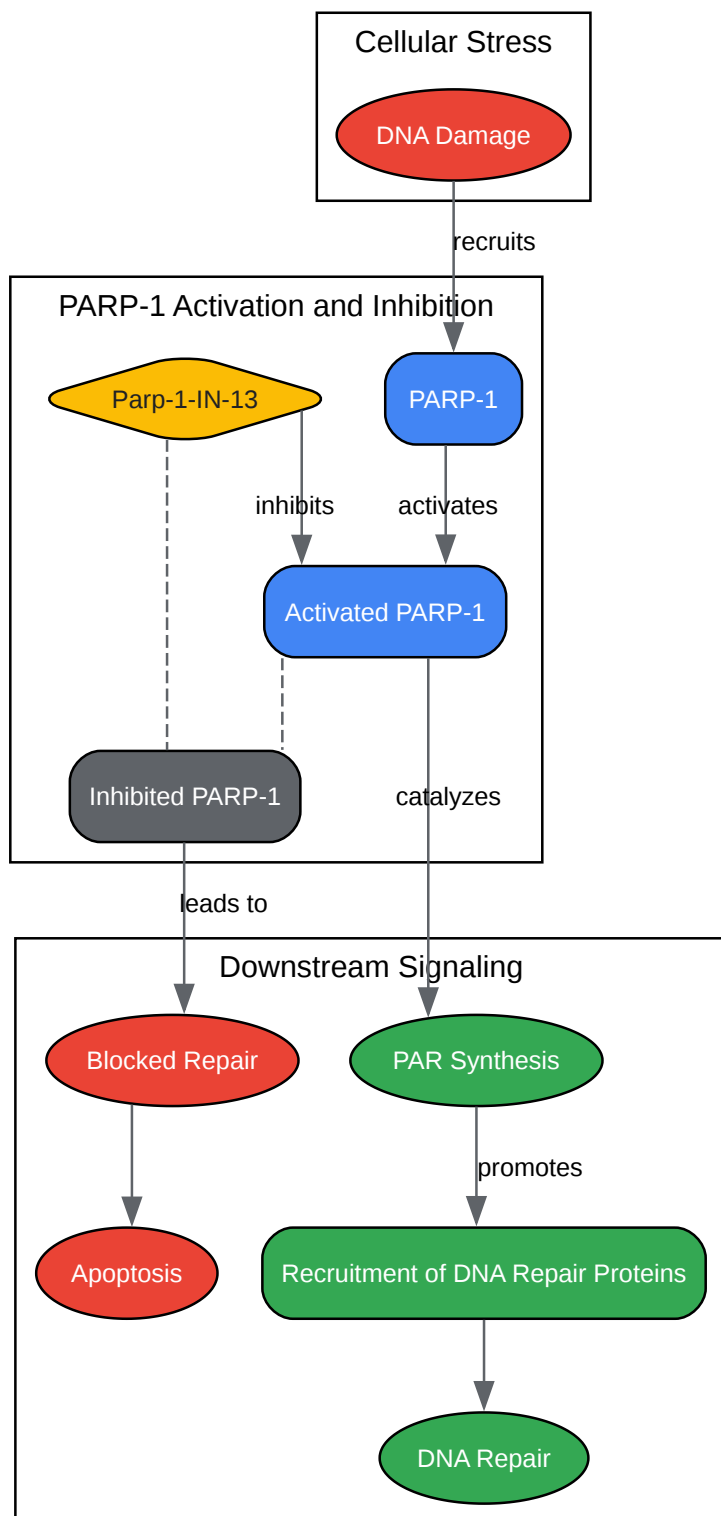 Cellular Stress
DNA Damage
recruits
PARP-1 Activation and Inhibition
Parp-1-IN-13
PARP-1
inhibits
activates
Activated PARP-1
Inhibited PARP-1
catalyzes
leads to
Downstream Signaling
Blocked Repair
PAR Synthesis
promotes
Apoptosis
Recruitment of DNA Repair Proteins
DNA Repair